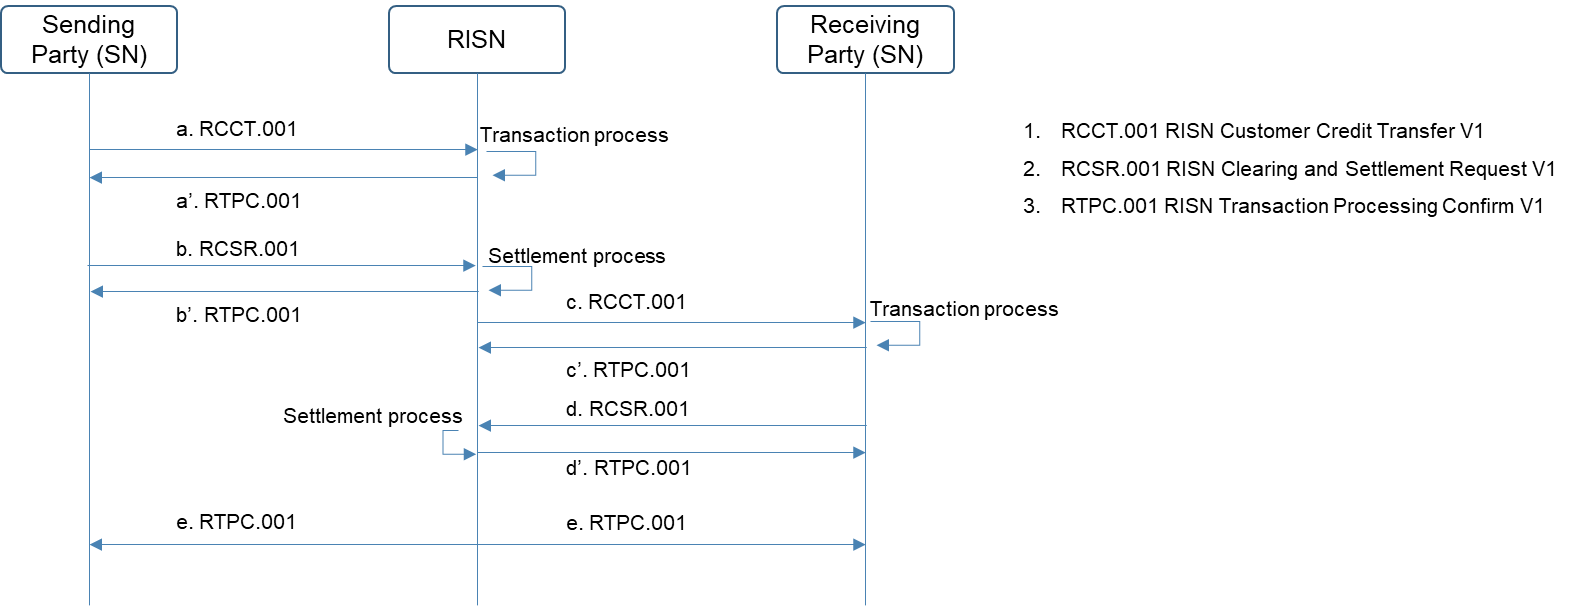 Sending
Party (SN)
RISN
Receiving
Party (SN)
a. RCCT.001
Transaction process
a’. RTPC.001
b. RCSR.001
Settlement process
b’. RTPC.001
c. RCCT.001
Transaction process
c’. RTPC.001
d. RCSR.001
Settlement process
d’. RTPC.001
e. RTPC.001
e. RTPC.001
1. RCCT.001 RISN Customer Credit Transfer V1
2. RCSR.001 RISN Clearing and Settlement Request V1
3. RTPC.001 RISN Transaction Processing Confirm V1